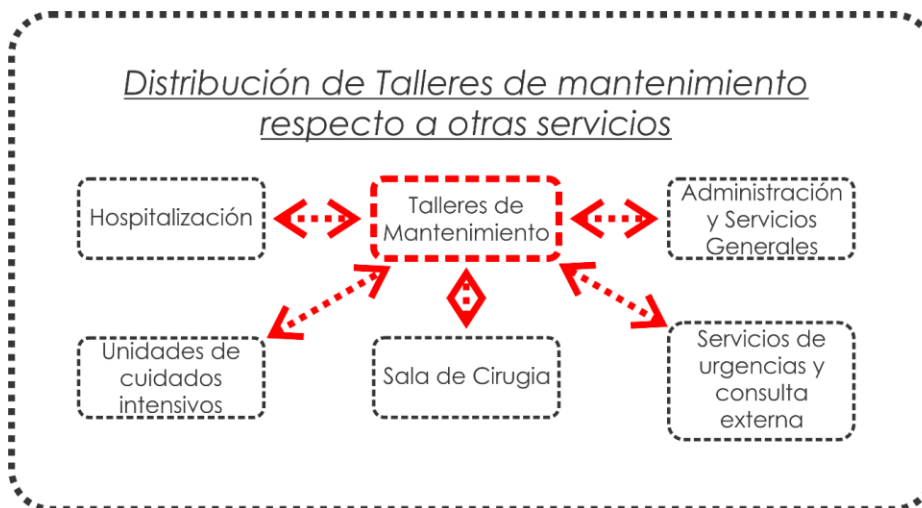 Distribución de Talleres de mantenimiento
respecto a otras servicios
Hospitalización
Talleres de
Mantenimiento
Administración
y Servicios
Generales
Unidades de
cuidados
intensivos
Sala de Cirugia
Servicios de
urgencias y
consulta
externa